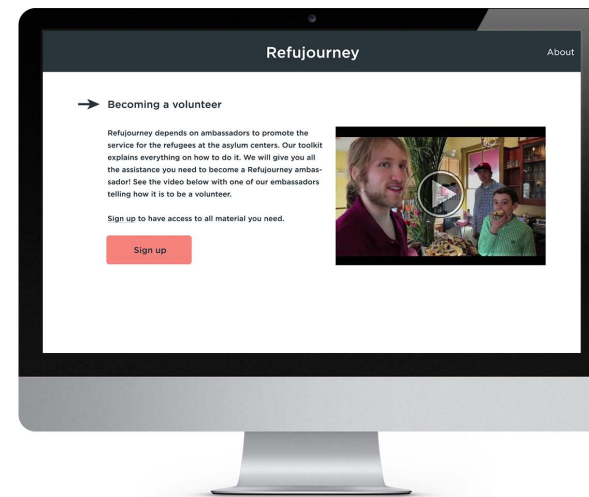 Refujourney
About
Becoming a volunteer
Refujourney depends on ambassadors to promote the
service for the refugees at the asylum centers. Our toolkit
explains everything on how to do it. We will give you all
the assistance you need to become a Refujourney ambas-
sador! See the video below with one of our embassadors
telling how it is to be a volunteer.
Sign up to have access to all material you need.
Sign up